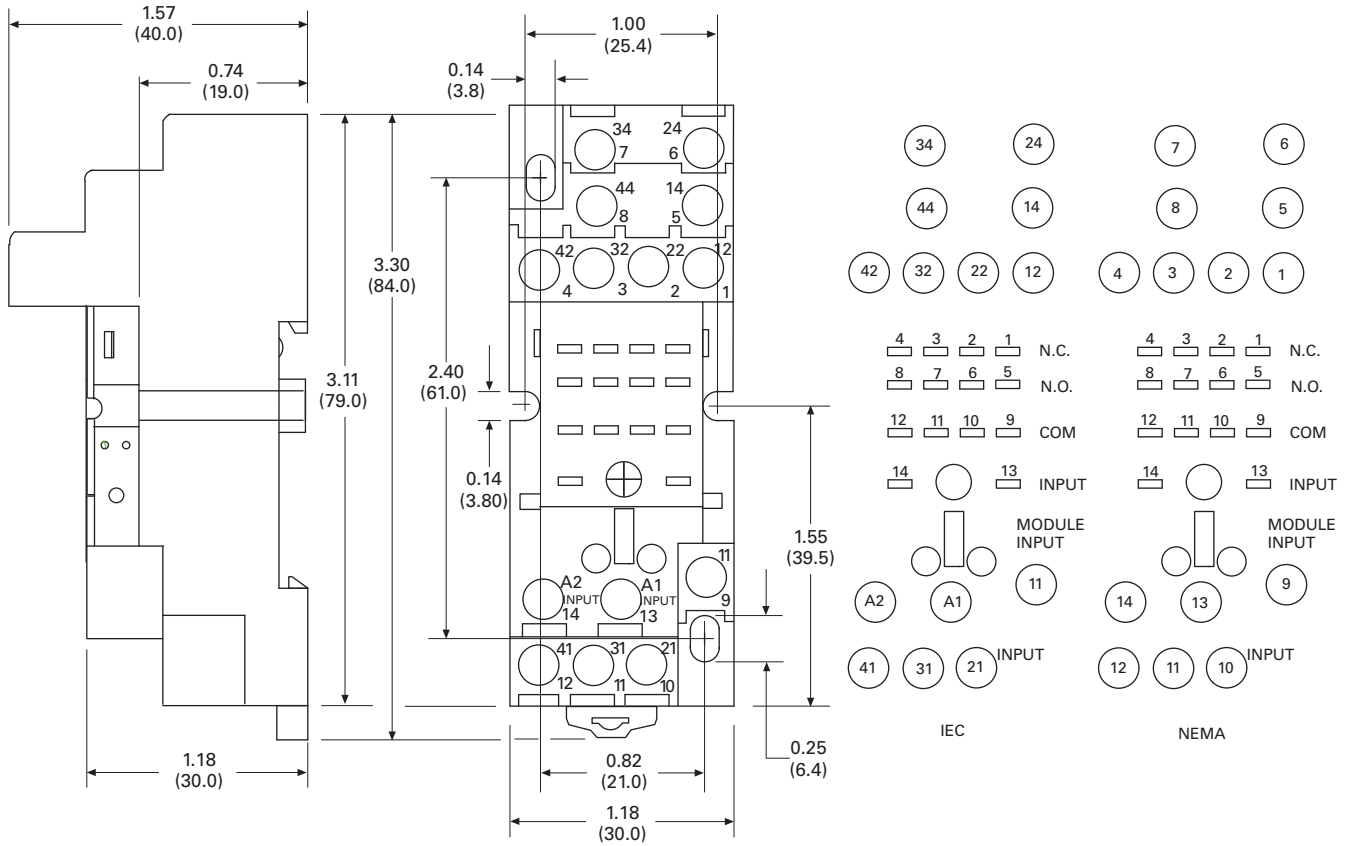 1.57
(40.0)
0.74
(19.0)
3.11
(79.0)
3.30
(84.0)
1.18
(30.0)
1.00
(25.4)
0.14
(3.8)
34 24
7 6
44 14
8 5
42 32 22 12
4 3 2 1
2.40
(61.0)
0.14
(3.80)
1.55
(39.5)
11
A2 A1
INPUT INPUT
14 13
9
41 31 21
12 11 10
0.25
(6.4)
0.82
(21.0)
1.18
(30.0)
34 24
44 14
42 32 22 12
4 3 2 1 N.C.
8 7 6 5 N.O.
12 11 10 9 COM
14 13 INPUT
MODULE
INPUT
11
A2 A1
41 31 21 INPUT
IEC
7 6
8 5
4 3 2 1
4 3 2 1 N.C.
8 7 6 5 N.O.
12 11 10 9 COM
14 13 INPUT
MODULE
INPUT
9
14 13
12 11 10 INPUT
NEMA